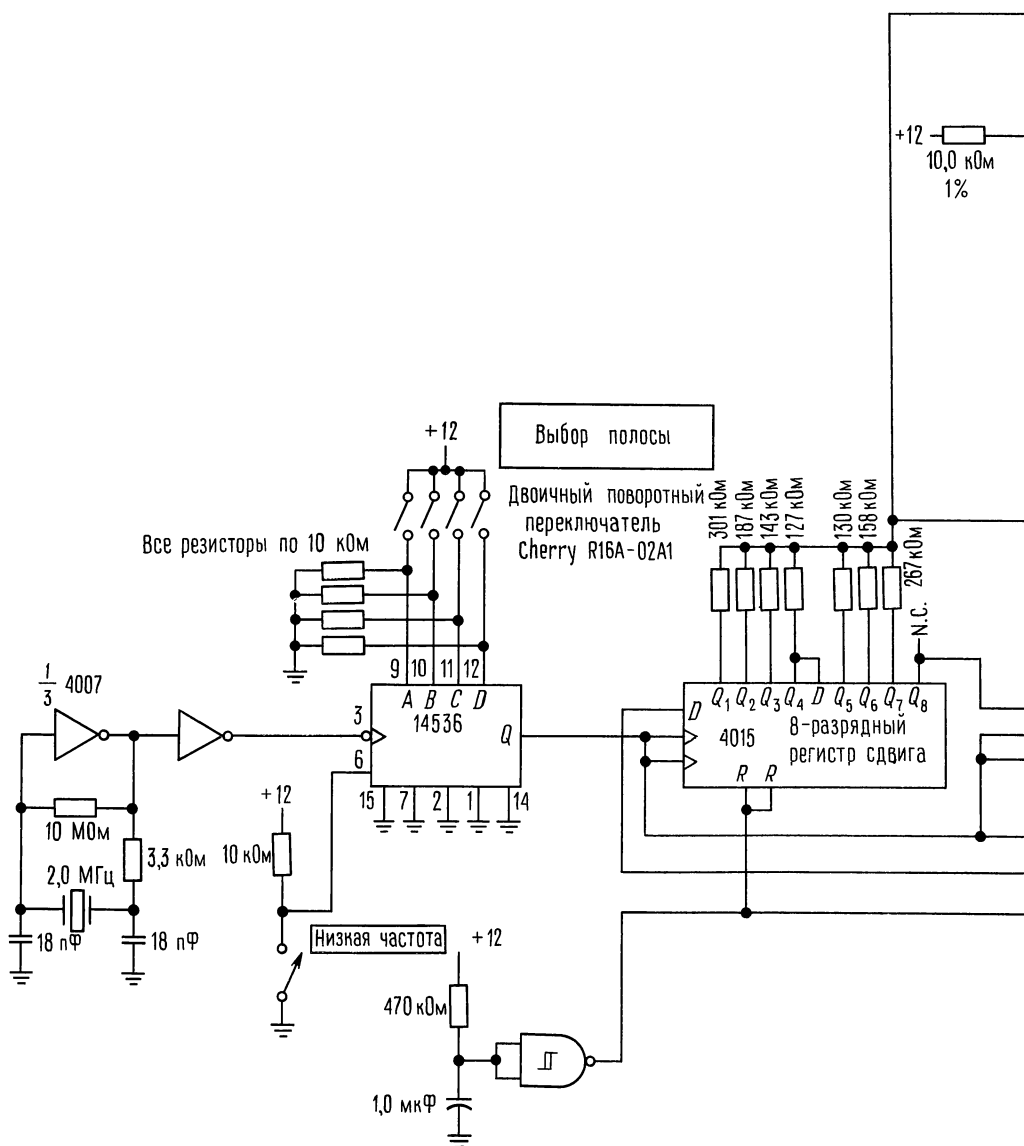 +12
10,0 кОм
1%
+12
Выбор полосы
Двоичный поворотный
переключатель
Cherry R16A-02A1
Все резисторы по 10 кОм
301 кОм
187 кОм
143 кОм
127 кОм
130 кОм
158 кОм
267 кОм
N.C.
9 10 11 12
A B C D
14536
3
6
Q
15 7 2 1 14
1/3 4007
10 МОм
3,3 кОм
2,0 МГц
18 пФ
18 пФ
+12
10 кОм
Низкая частота
D Q1 Q2 Q3 Q4 D Q5 Q6 Q7 Q8
4015
8-разрядный
регистр сдвига
R R
+12
470 кОм
1,0 мкФ